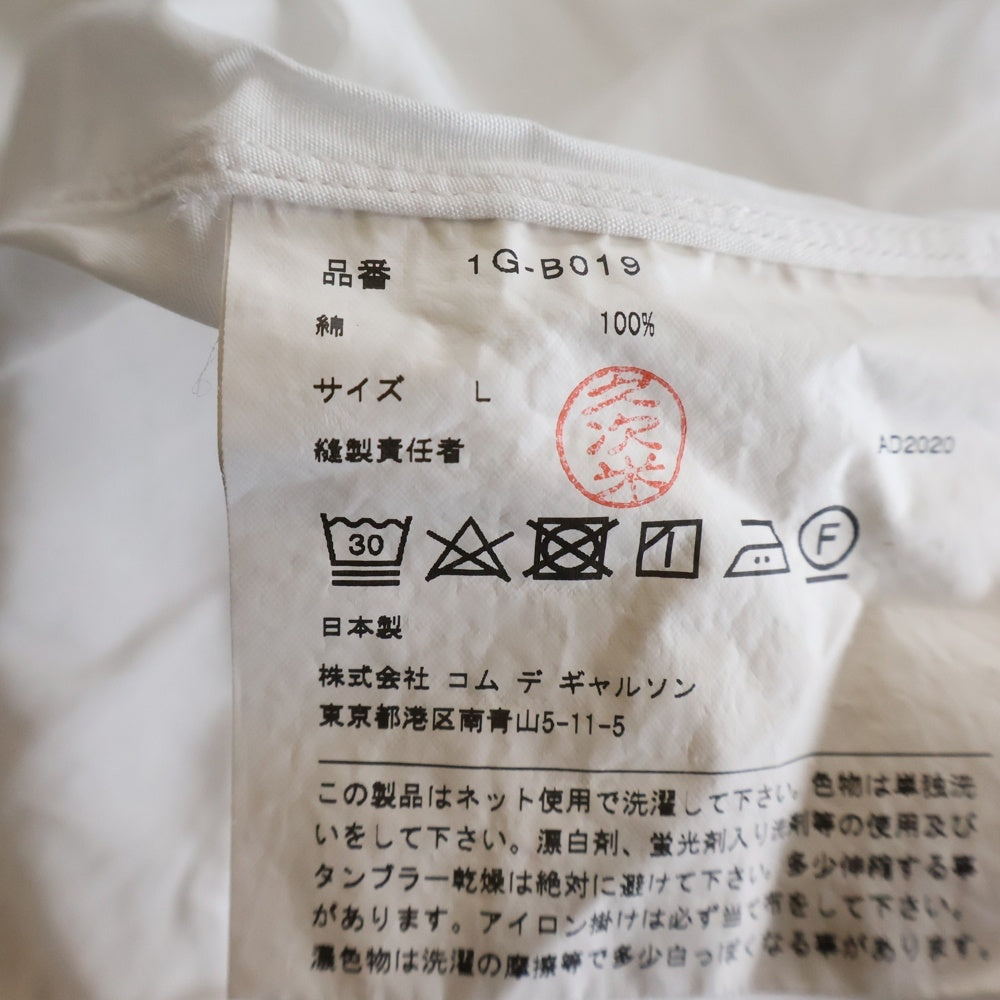 品番 1G-B019
綿 100%
サイズ L
縫製責任者
AD2020
30
F
日本製
株式会社 コム デ ギャルソン
東京都港区南青山5-11-5
この製品はネット使用で洗濯して下さい。色物は単独洗
いをして下さい。漂白剤、蛍光剤入り洗剤等の使用及び
タンブラー乾燥は絶対に避けて下さい。多少伸縮する事
があります。アイロン掛けは必ず当て布をして下さい。
濃色物は洗濯の摩擦等で多少白っぽくなる事があります。